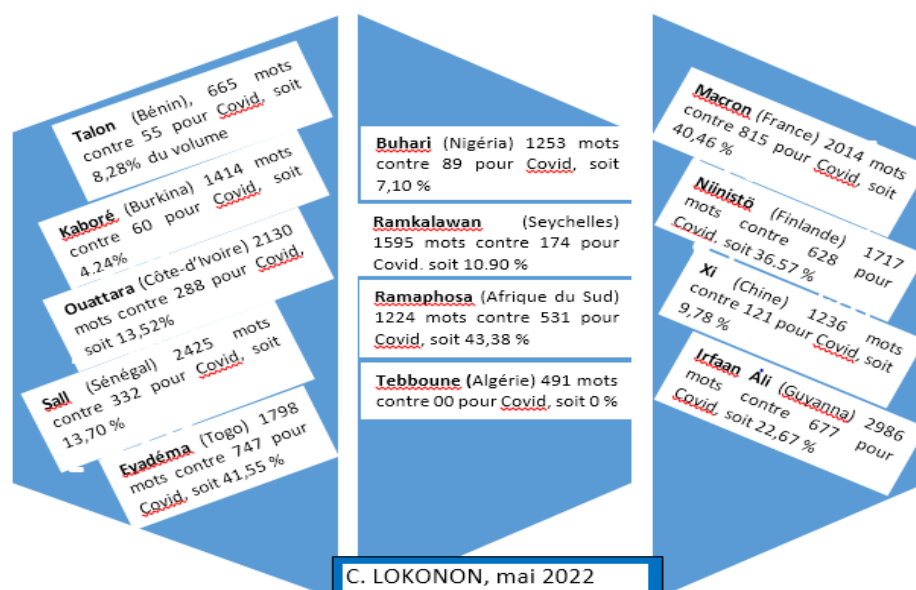 Talon (Bénin), 665 mots
contre 55 pour Covid, soit
8,28% du volume
Kaboré (Burkina) 1414 mots
contre 60 pour Covid, soit
4.24%
Ouattara (Côte-d'Ivoire) 2130
mots contre 288 pour Covid,
soit 13,52%
Sall (Sénégal) 2425 mots
contre 332 pour Covid, soit
13,70 %
Eyadéma (Togo) 1798
mots contre 747 pour
Covid, soit 41,55 %
Buhari (Nigéria) 1253 mots
contre 89 pour Covid, soit
7,10 %
Ramkalawan (Seychelles)
1595 mots contre 174 pour
Covid. soit 10.90 %
Ramaphosa (Afrique du Sud)
1224 mots contre 531 pour
Covid, soit 43,38 %
Tebboune (Algérie) 491 mots
contre 00 pour Covid, soit 0 %
Macron (France) 2014 mots
contre 815 pour Covid, soit
40,46 %
Niinistö (Finlande) 1717
mots contre 628 pour
Covid, soit 36,57 %
Xi (Chine) 1236 mots
contre 121 pour Covid, soit
9,78 %
Irfaan Ali (Guyanna) 2986
mots contre 677 pour
Covid, soit 22,67 %
C. LOKONON, mai 2022